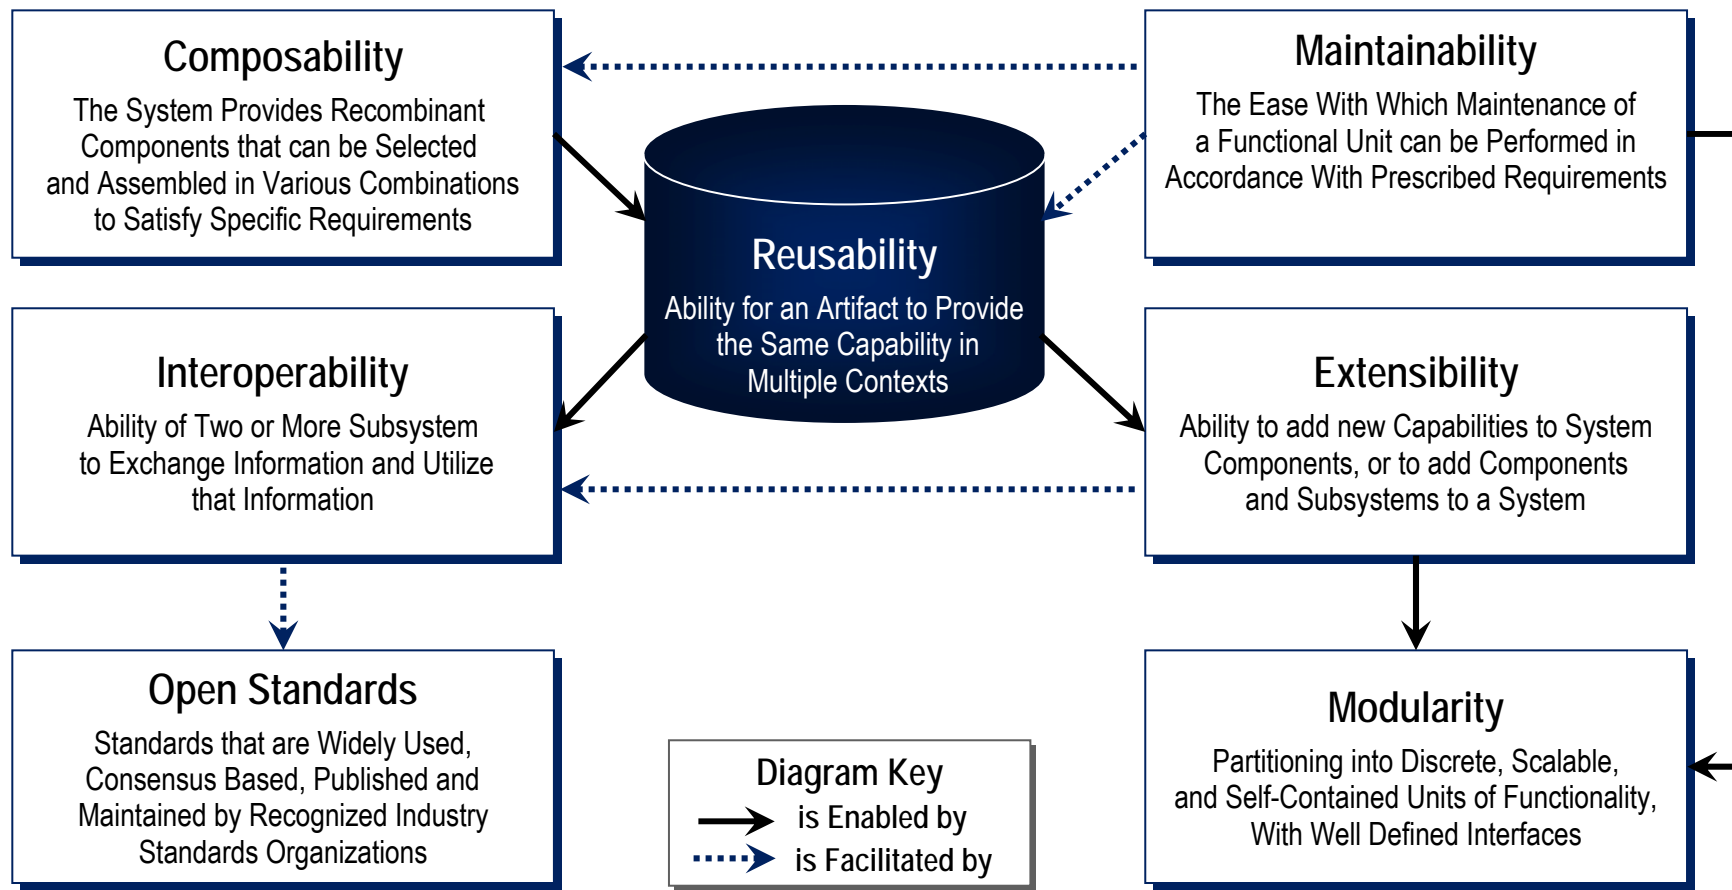 Composability
The System Provides Recombinant
Components that can be Selected
and Assembled in Various Combinations
to Satisfy Specific Requirements
Maintainability
The Ease With Which Maintenance of
a Functional Unit can be Performed in
Accordance With Prescribed Requirements
Reusability
Ability for an Artifact to Provide
the Same Capability in
Multiple Contexts
Interoperability
Ability of Two or More Subsystem
to Exchange Information and Utilize
that Information
Extensibility
Ability to add new Capabilities to System
Components, or to add Components
and Subsystems to a System
Open Standards
Standards that are Widely Used,
Consensus Based, Published and
Maintained by Recognized Industry
Standards Organizations
Diagram Key
is Enabled by
is Facilitated by
Modularity
Partitioning into Discrete, Scalable,
and Self-Contained Units of Functionality,
With Well Defined Interfaces